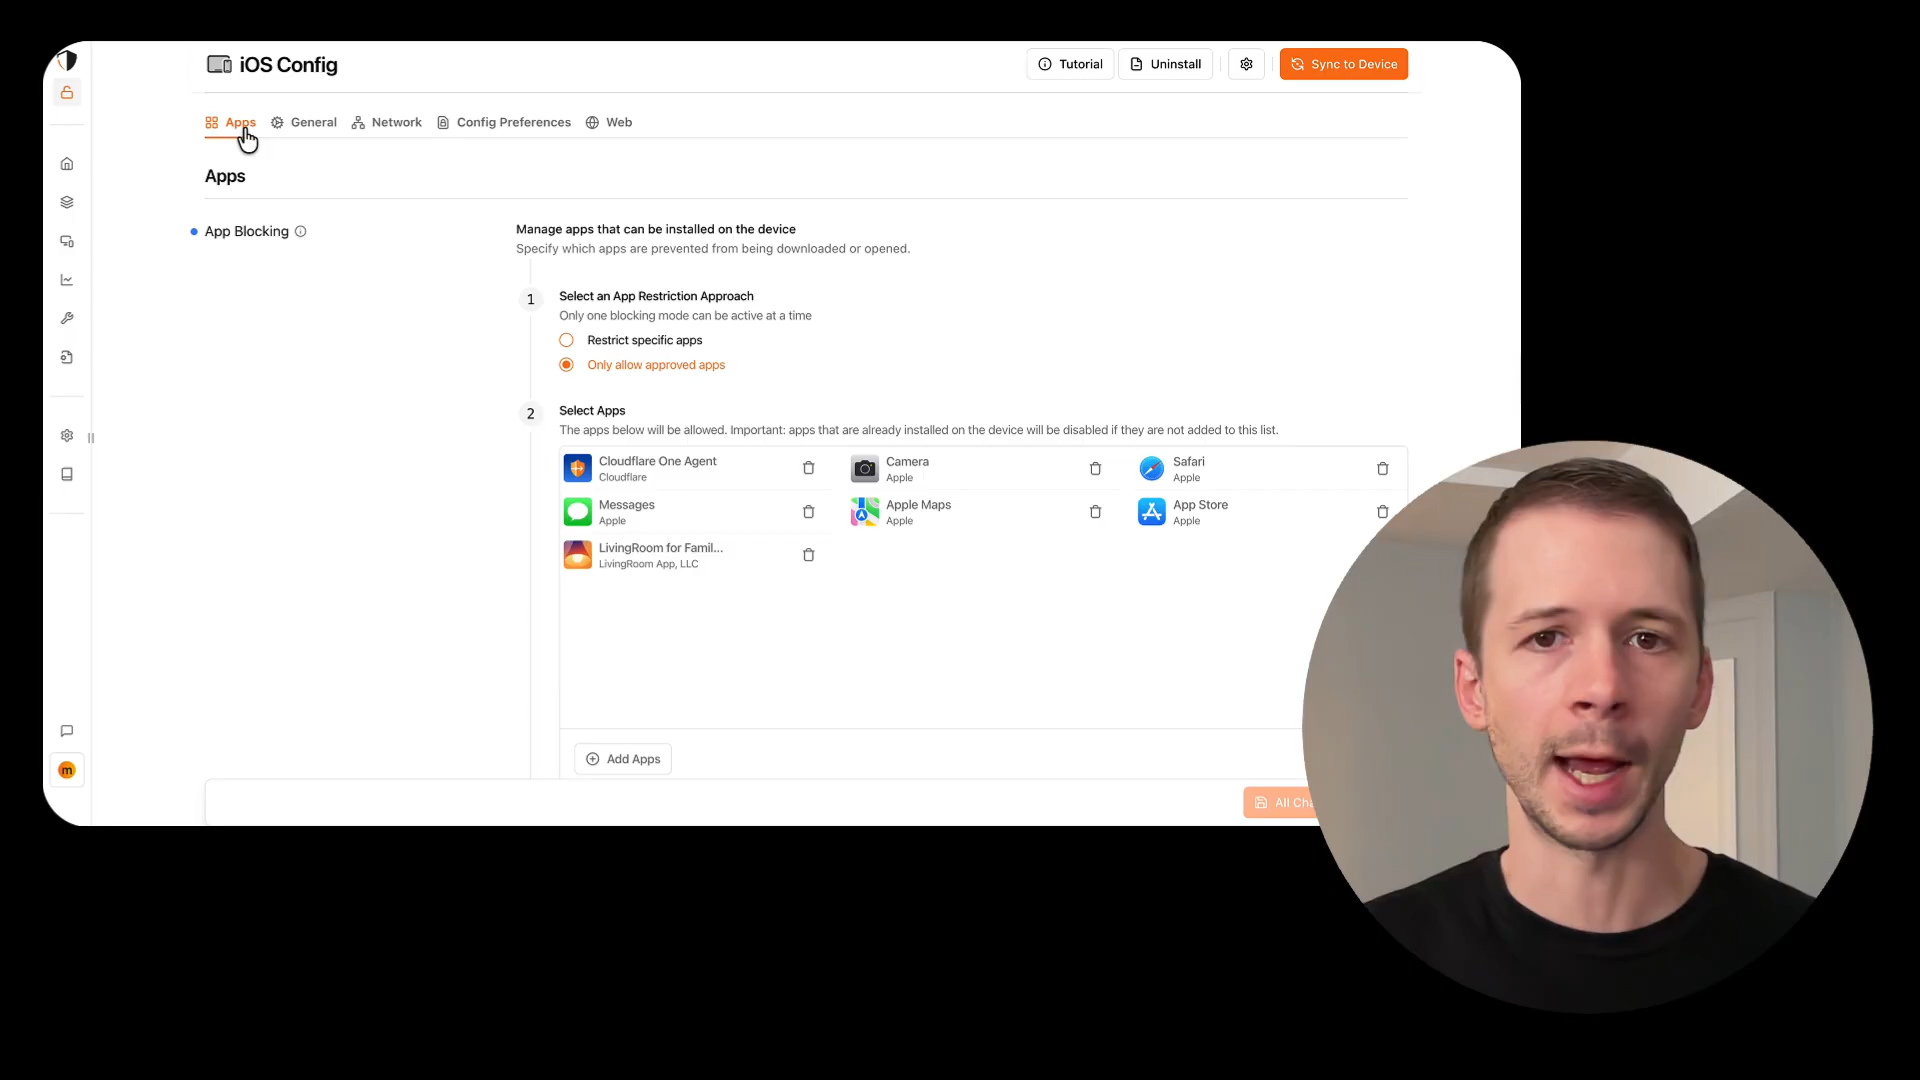 iOS Config
Tutorial
Uninstall
Sync to Device
Apps
General
Network
Config Preferences
Web
Apps
App Blocking
Manage apps that can be installed on the device
Specify which apps are prevented from being downloaded or opened.
1
Select an App Restriction Approach
Only one blocking mode can be active at a time
Restrict specific apps
Only allow approved apps
2
Select Apps
The apps below will be allowed. Important: apps that are already installed on the device will be disabled if they are not added to this list.
Cloudflare One Agent
Cloudflare
Camera
Apple
Safari
Apple
Messages
Apple
Apple Maps
Apple
App Store
Apple
LivingRoom for Famil...
LivingRoom App, LLC
Add Apps
m
All